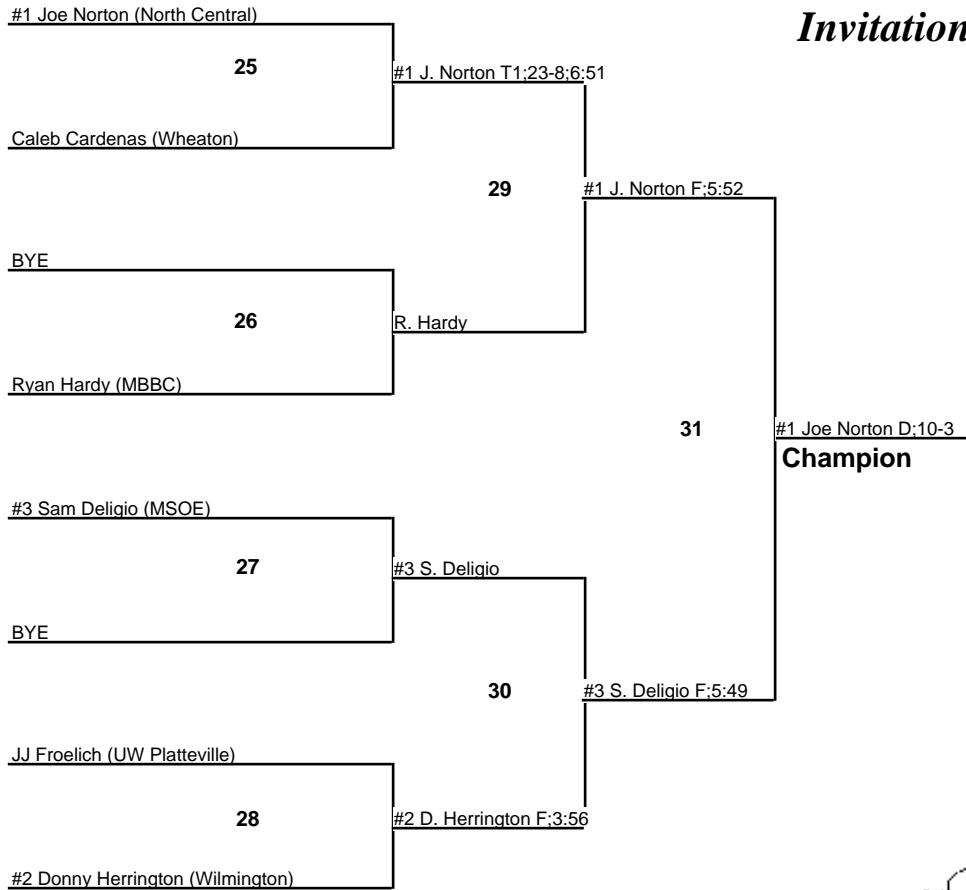 #1 Joe Norton (North Central)
Invitation
25
#1 J. Norton T1;23-8;6:51
Caleb Cardenas (Wheaton)
29
#1 J. Norton F;5:52
BYE
26
R. Hardy
Ryan Hardy (MBBC)
31
#1 Joe Norton D;10-3
Champion
#3 Sam Deligio (MSOE)
27
#3 S. Deligio
BYE
30
#3 S. Deligio F;5:49
JJ Froelich (UW Platteville)
28
#2 D. Herrington F;3:56
#2 Donny Herrington (Wilmington)